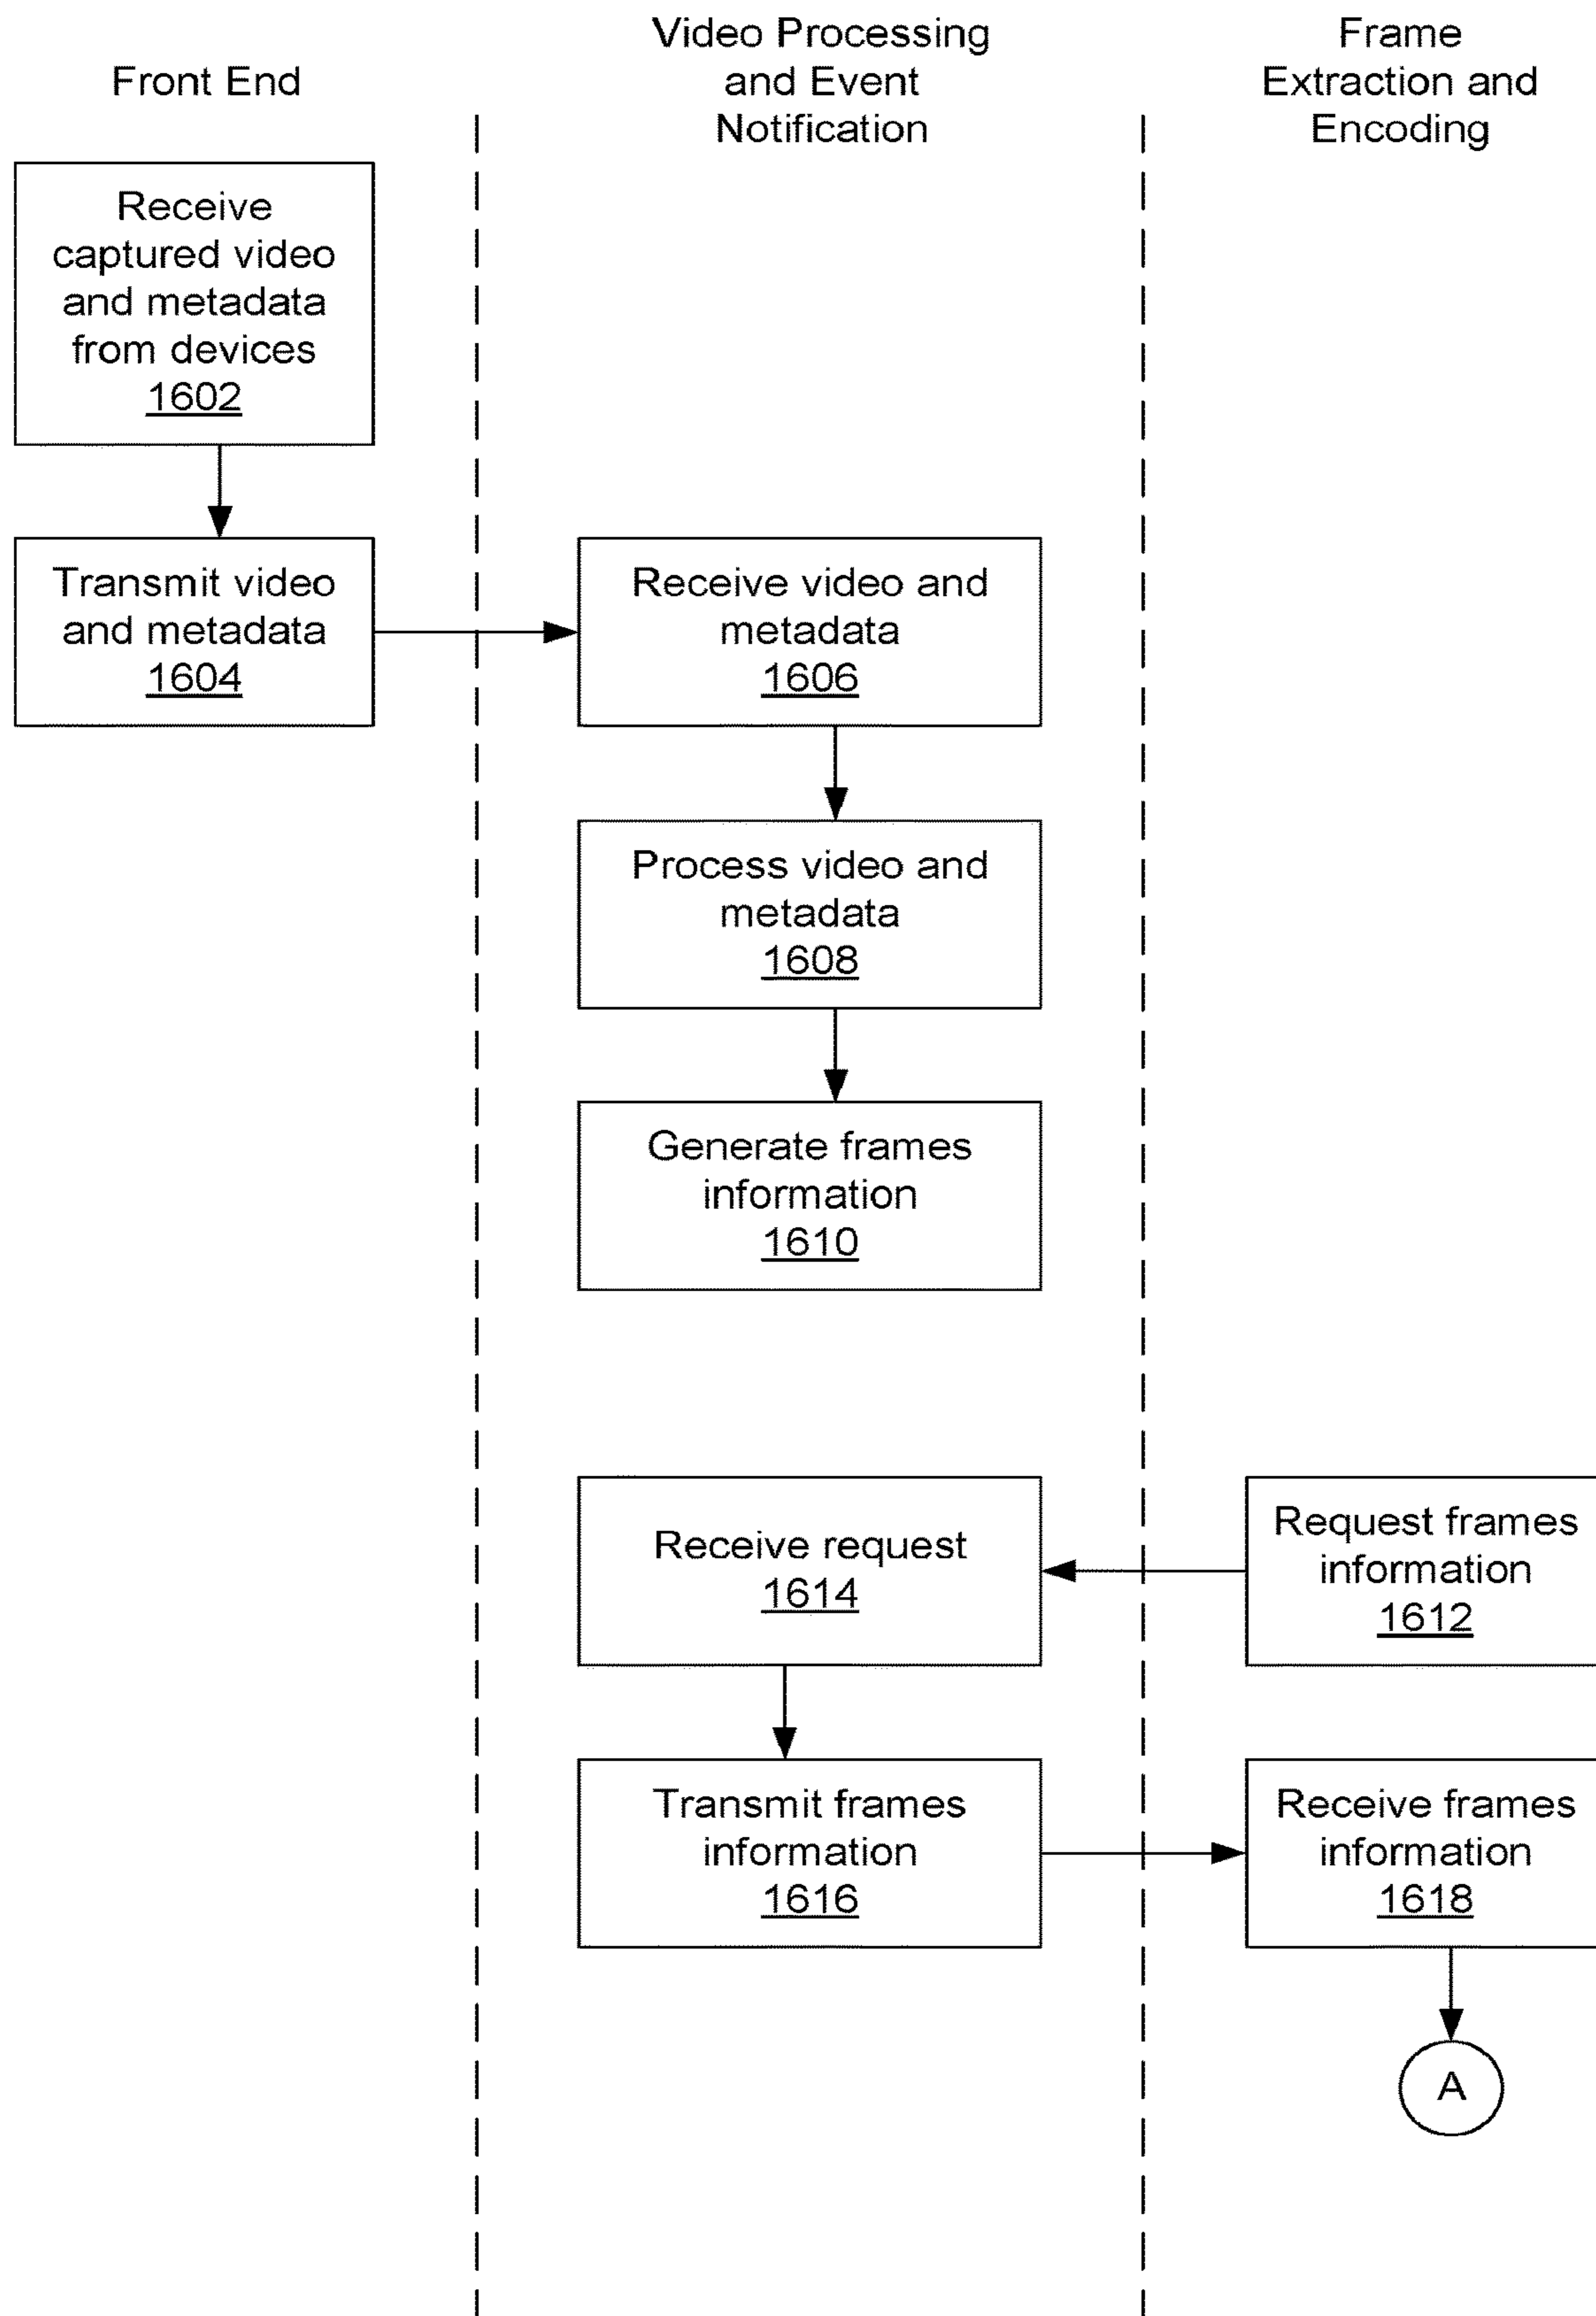 Front End
Video Processing
and Event
Notification
Frame
Extraction and
Encoding
Receive
captured video
and metadata
from devices
1602
Transmit video
and metadata
1604
Receive video and
metadata
1606
Process video and
metadata
1608
Generate frames
information
1610
Request frames
information
1612
Receive request
1614
Transmit frames
information
1616
Receive frames
information
1618
A